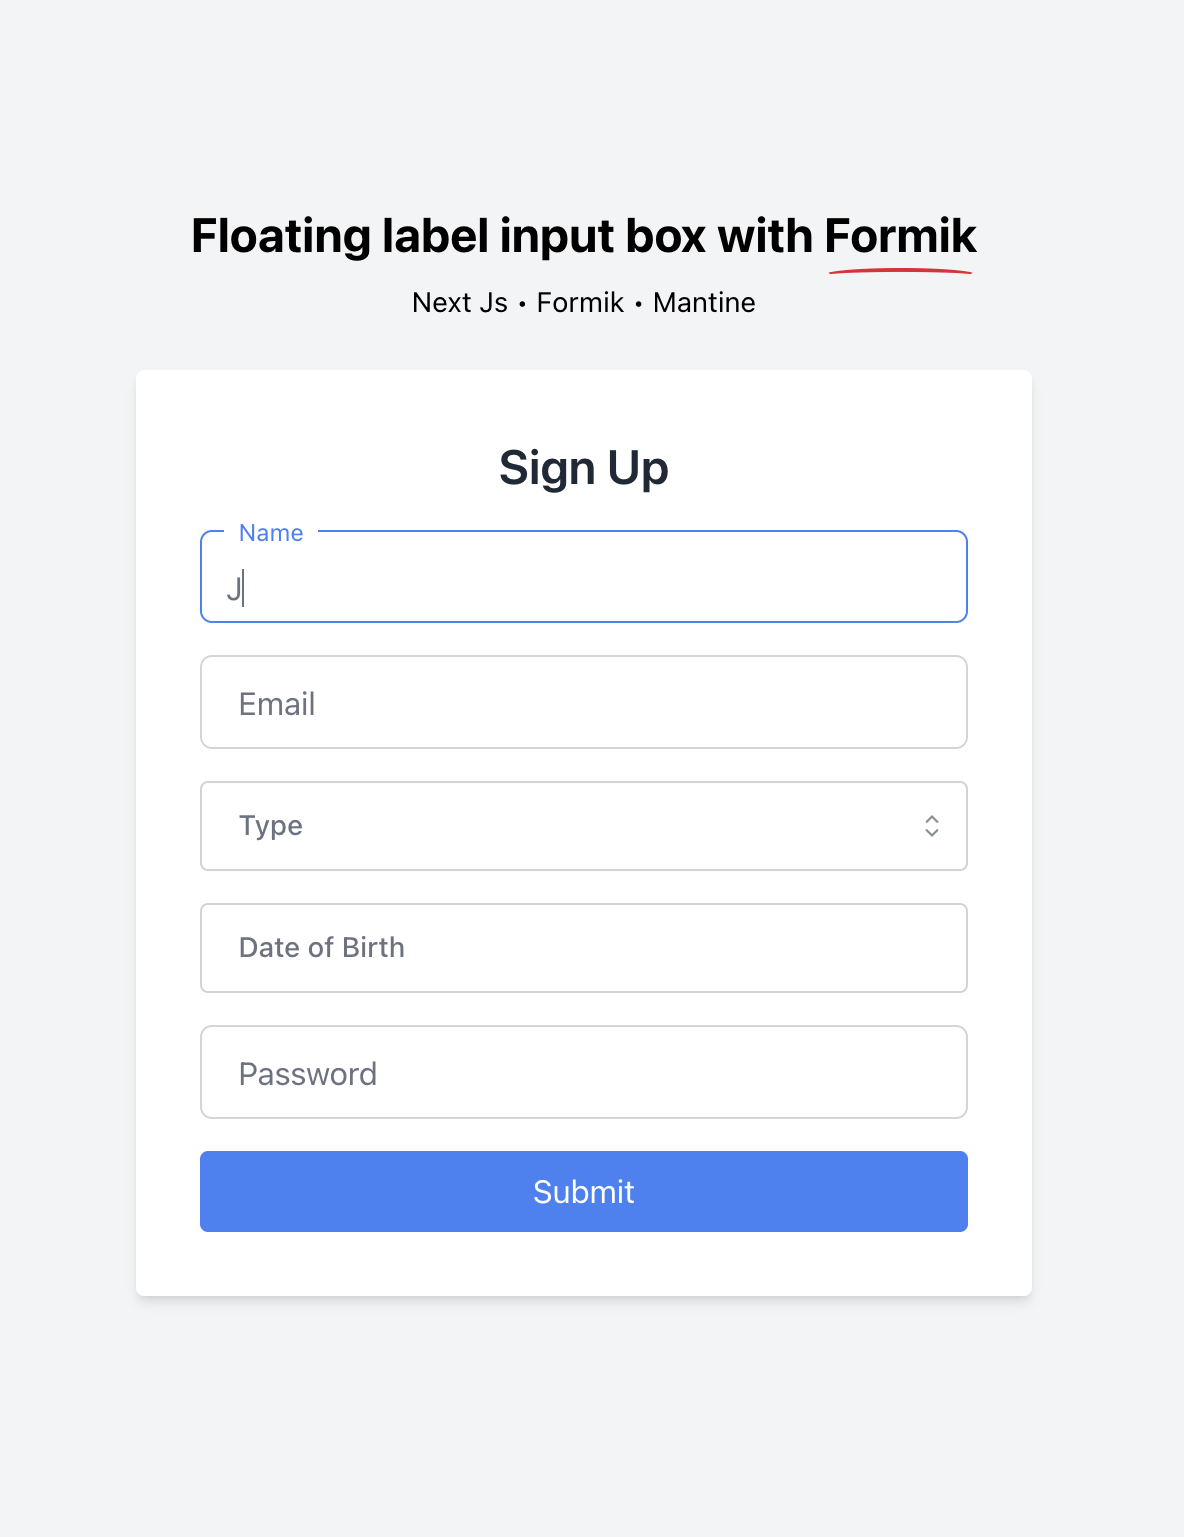 Floating label input box with Formik
Next Js • Formik • Mantine
Sign Up
Name
J
Email
Type
Date of Birth
Password
Submit